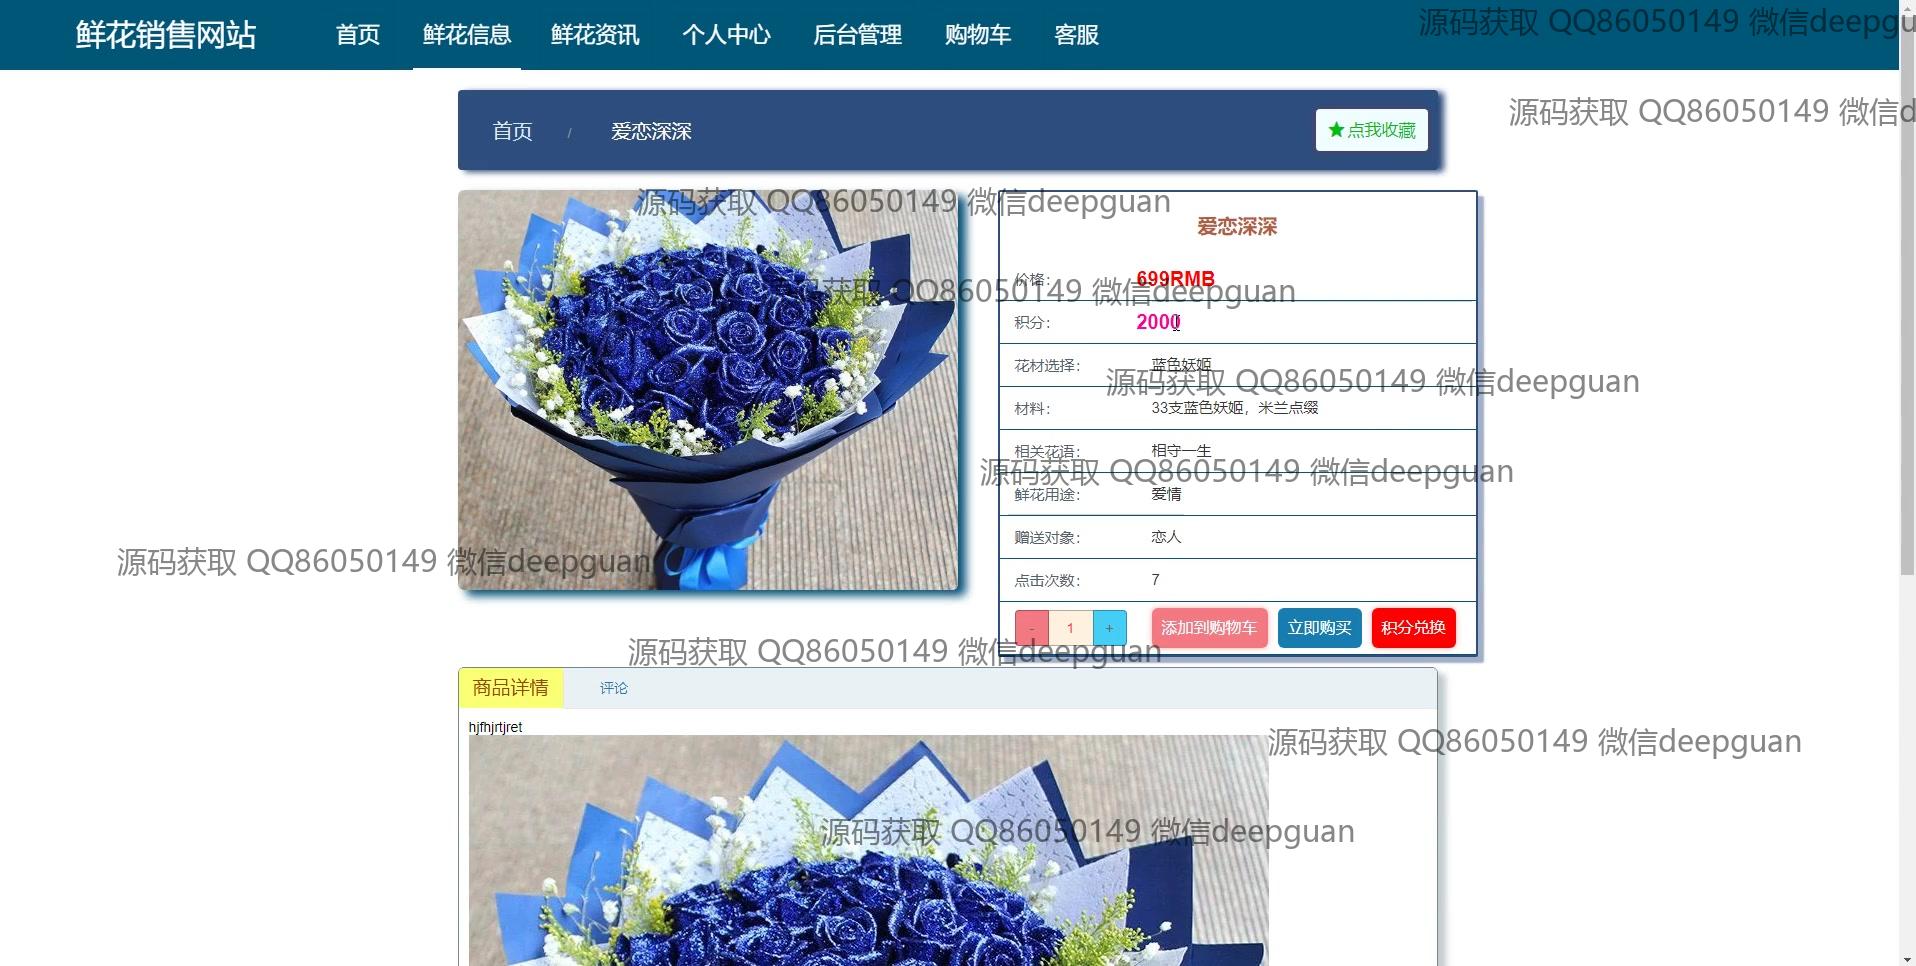 鲜花销售网站 首页 鲜花信息 鲜花资讯 个人中心 后台管理 购物车 客服
源码获取 QQ86050149 微信deepgu
源码获取 QQ86050149 微信d
首页 / 爱恋深深
★点我收藏
源码获取 QQ86050149 微信deepguan
爱恋深深
价格: 699RMB
源码获取 QQ86050149 微信deepguan
积分: 2000
花材选择: 蓝色妖姬
源码获取 QQ86050149 微信deepguan
材料: 33支蓝色妖姬，米兰点缀
相关花语: 相守一生
源码获取 QQ86050149 微信deepguan
鲜花用途: 爱情
赠送对象: 恋人
源码获取 QQ86050149 微信deepguan
点击次数: 7
- 1 + 添加到购物车 立即购买 积分兑换
源码获取 QQ86050149 微信deepguan
商品详情 评论
hjfhjrtjret
源码获取 QQ86050149 微信deepguan
源码获取 QQ86050149 微信deepguan